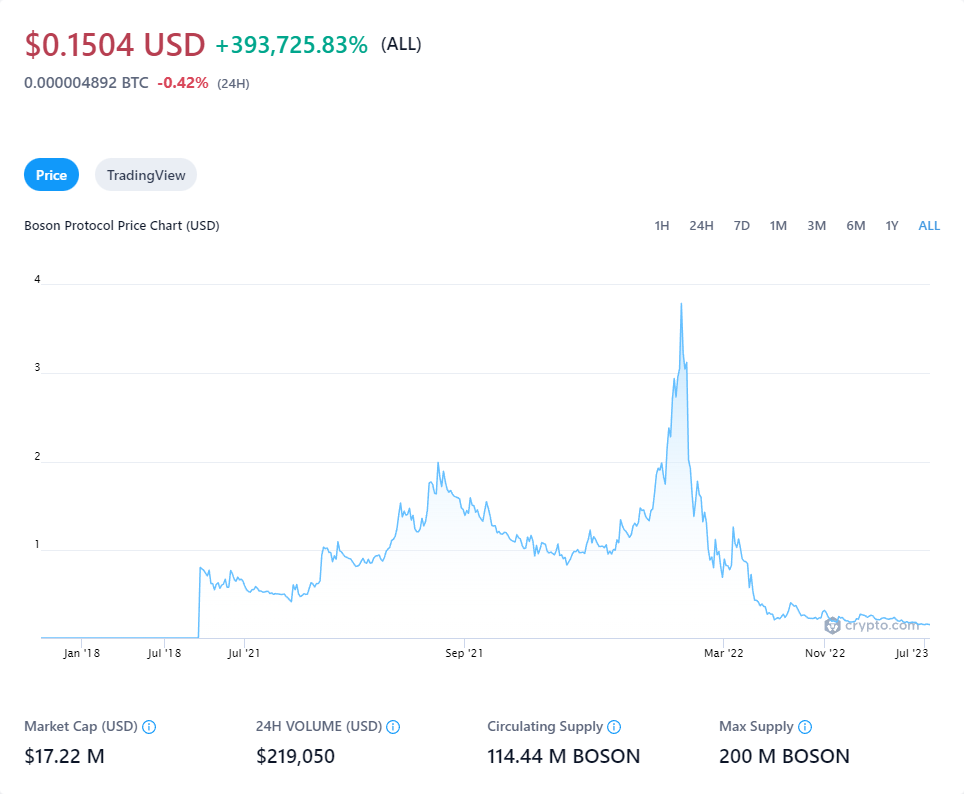 $0.1504 USD +393,725.83% (ALL)
0.000004892 BTC -0.42% (24H)
Price TradingView
Boson Protocol Price Chart (USD) 1H 24H 7D 1M 3M 6M 1Y ALL
4
3
2
1
crypto.com
Jan '18 Jul '18 Jul '21 Sep '21 Mar '22 Nov '22 Jul '23
Market Cap (USD) 24H VOLUME (USD) Circulating Supply Max Supply
$17.22 M $219,050 114.44 M BOSON 200 M BOSON